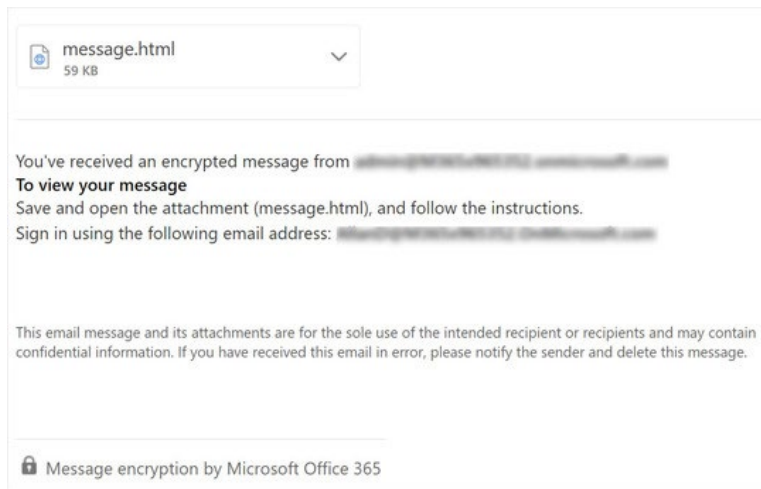 message.html
59 KB
You've received an encrypted message from
To view your message
Save and open the attachment (message.html), and follow the instructions.
Sign in using the following email address:
This email message and its attachments are for the sole use of the intended recipient or recipients and may contain
confidential information. If you have received this email in error, please notify the sender and delete this message.
Message encryption by Microsoft Office 365